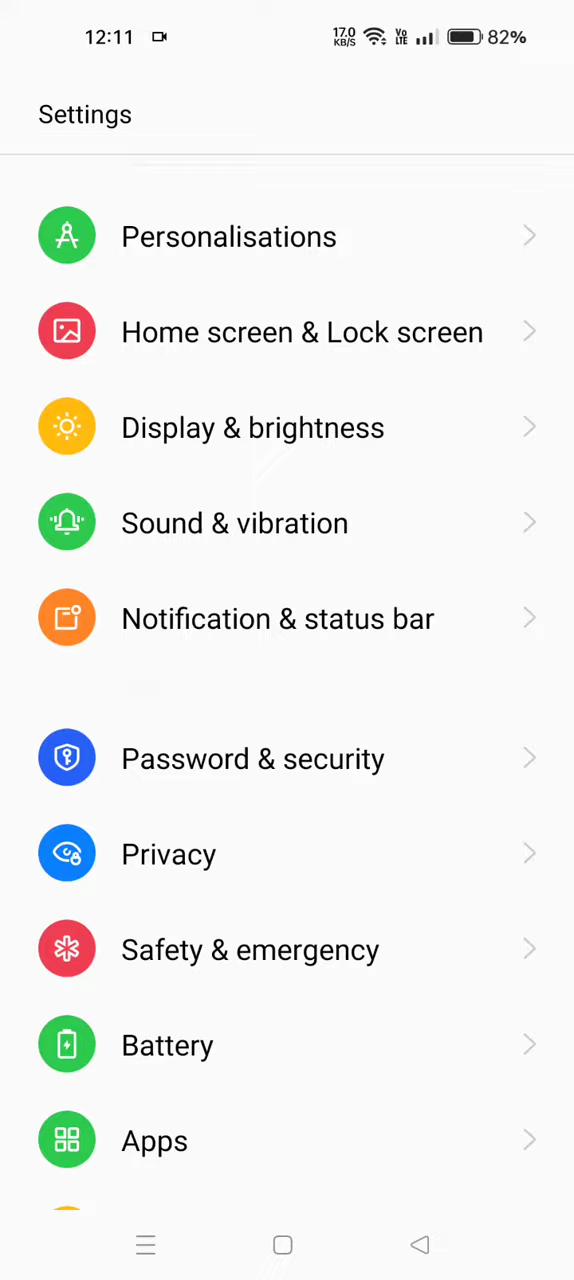 12:11 17.0 KB/S Vo LTE 82%
Settings
Personalisations
Home screen & Lock screen
Display & brightness
Sound & vibration
Notification & status bar
Password & security
Privacy
Safety & emergency
Battery
Apps